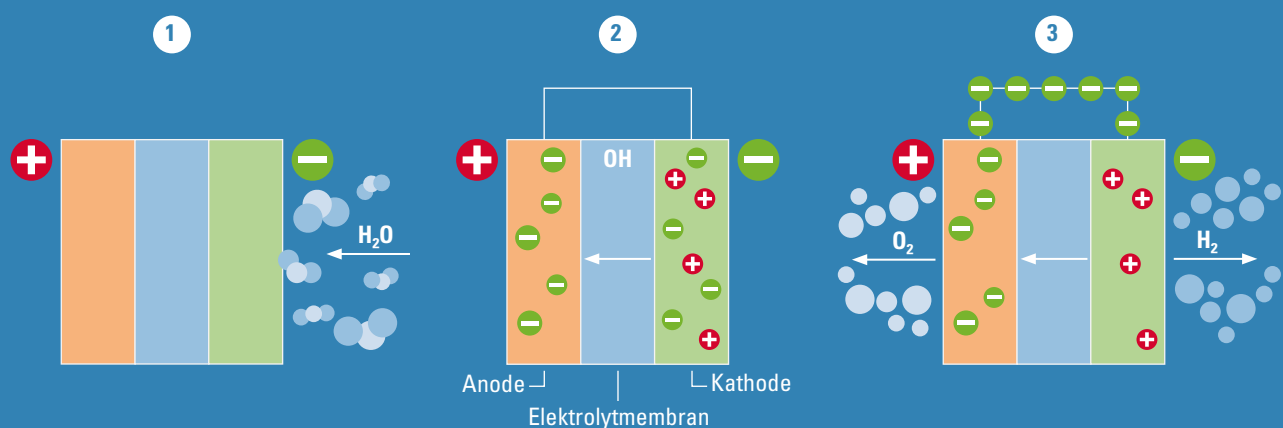 1
2
3
H₂O
OH
O₂
H₂
Anode
Kathode
Elektrolytmembran